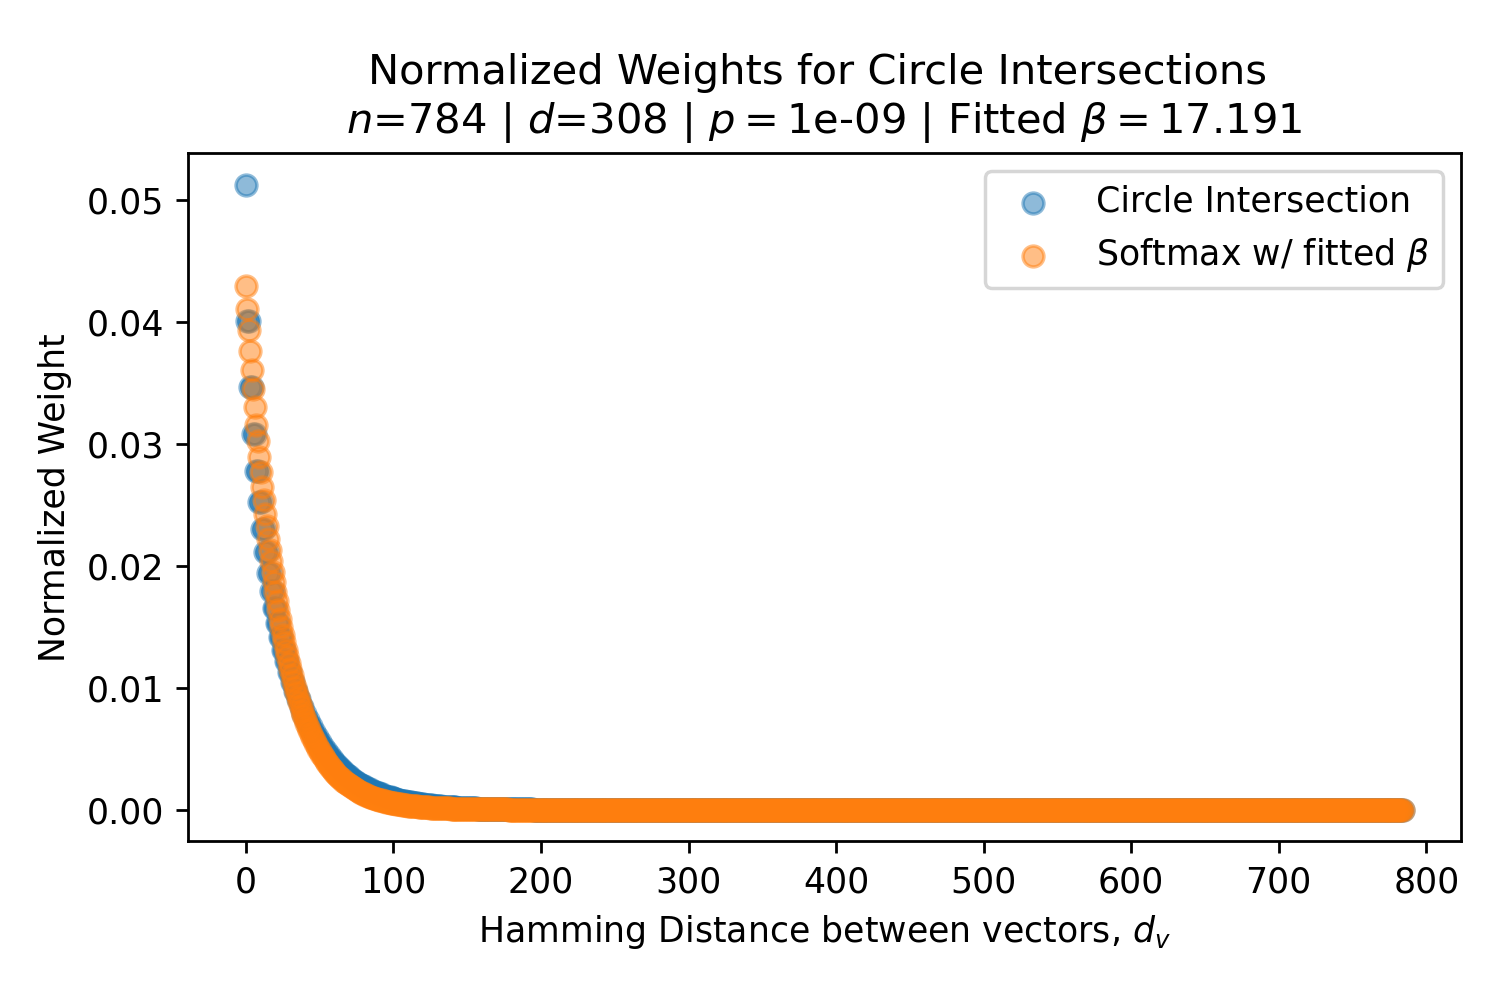 Normalized Weights for Circle Intersections
n=784 | d=308 | p = 1e-09 | Fitted β = 17.191
Circle Intersection
Softmax w/ fitted β
Normalized Weight
0.05
0.04
0.03
0.02
0.01
0.00
0 100 200 300 400 500 600 700 800
Hamming Distance between vectors, dᵥ